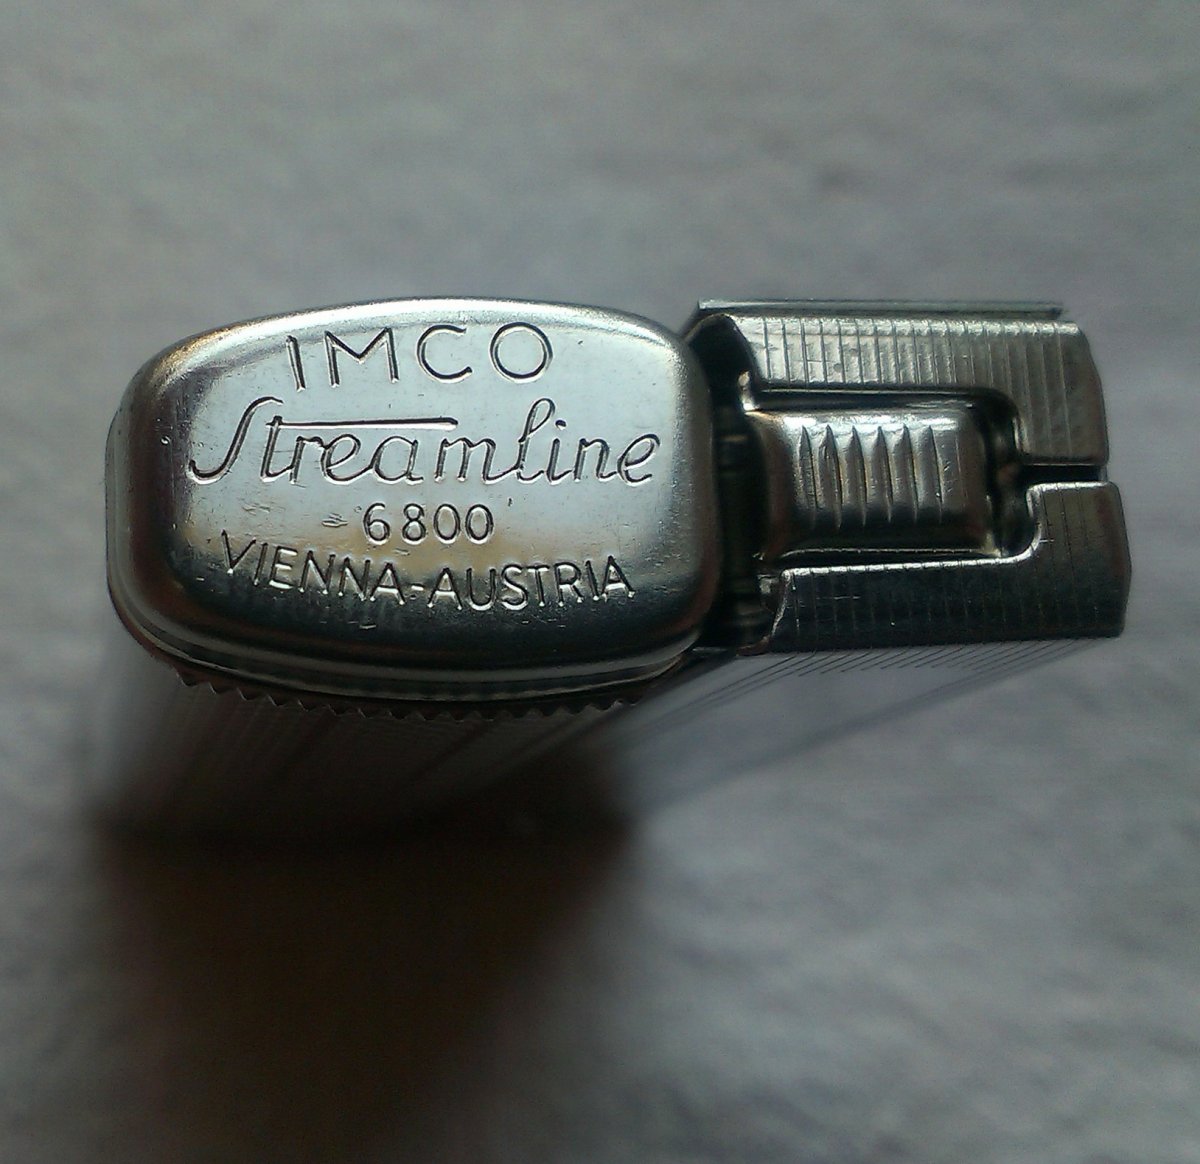 IMCO
Streamline
6800
VIENNA-AUSTRIA